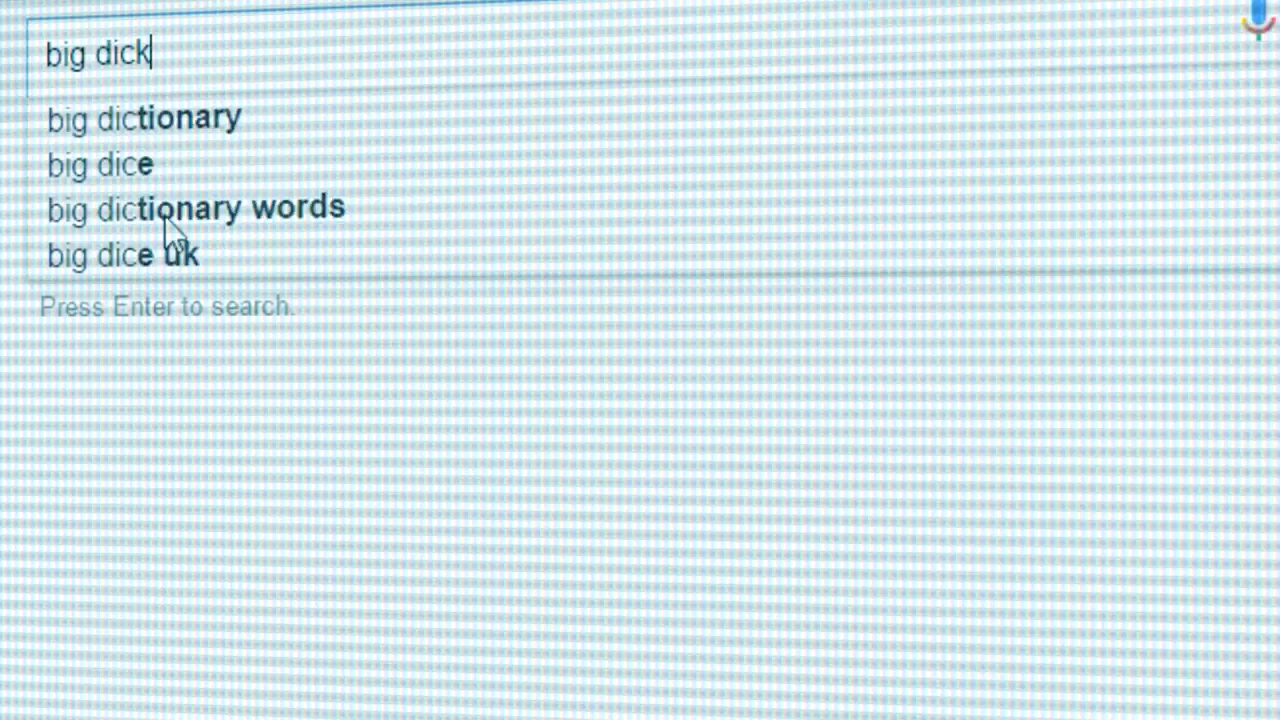 big dick
big dictionary
big dice
big dictionary words
big dice uk
Press Enter to search.